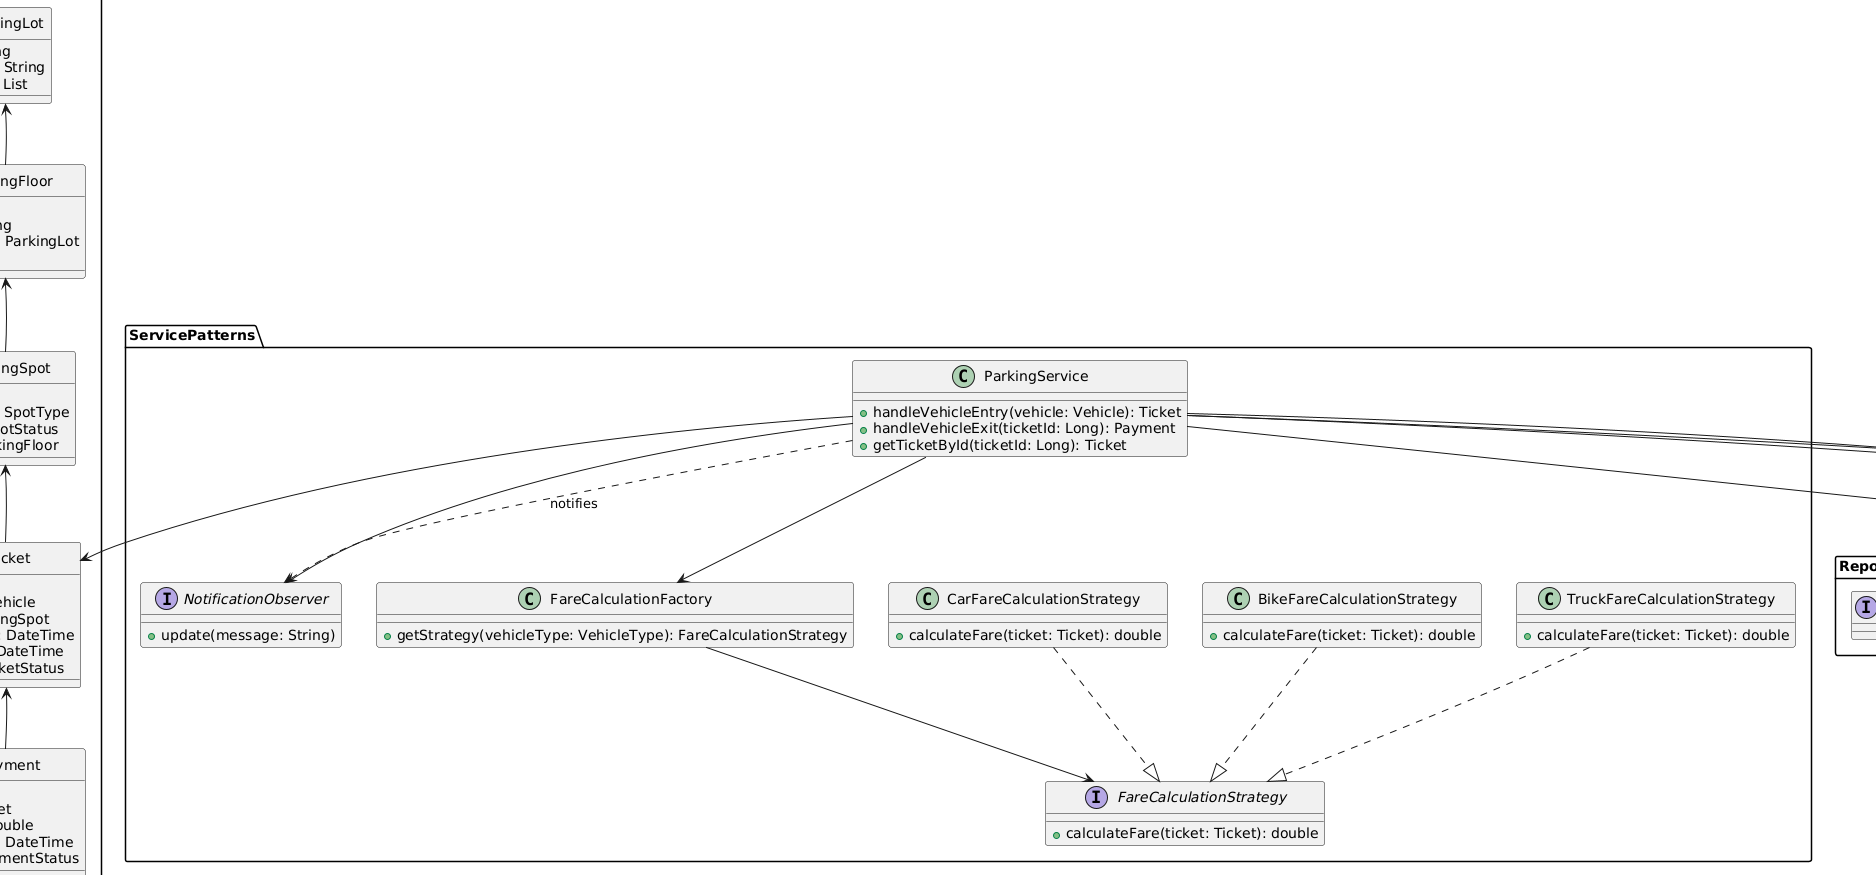 ingLot
String
List
ngFloor
ParkingLot
ngSpot
SpotType
otStatus
kingFloor
cket
ehicle
ngSpot
: DateTime
DateTime
ketStatus
yment
et
ouble
DateTime
mentStatus
ServicePatterns
C ParkingService
handleVehicleEntry(vehicle: Vehicle): Ticket
handleVehicleExit(ticketId: Long): Payment
getTicketById(ticketId: Long): Ticket
notifies
I NotificationObserver
update(message: String)
C FareCalculationFactory
getStrategy(vehicleType: VehicleType): FareCalculationStrategy
C CarFareCalculationStrategy
calculateFare(ticket: Ticket): double
C BikeFareCalculationStrategy
calculateFare(ticket: Ticket): double
C TruckFareCalculationStrategy
calculateFare(ticket: Ticket): double
I FareCalculationStrategy
calculateFare(ticket: Ticket): double
Repo
I